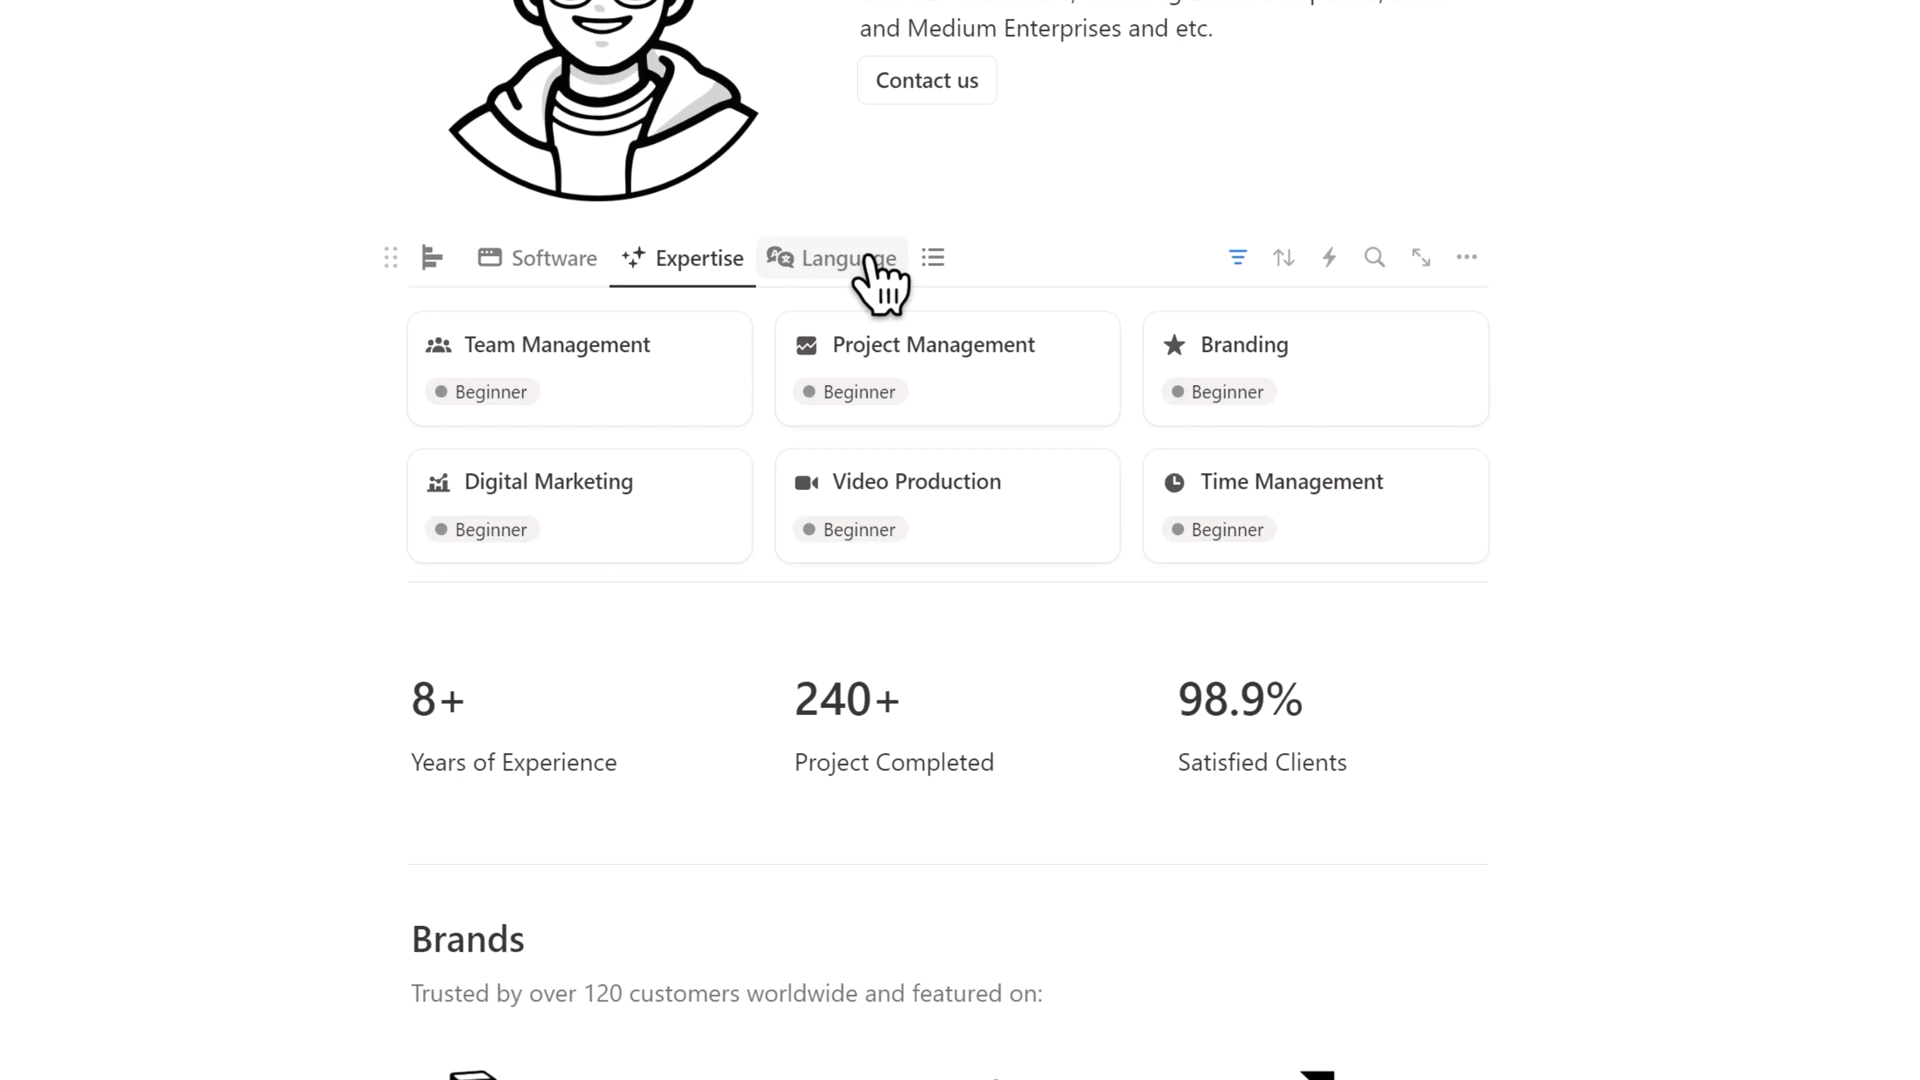 and Medium Enterprises and etc.
Contact us
Software Expertise Language
Team Management Project Management Branding
Beginner Beginner Beginner
Digital Marketing Video Production Time Management
Beginner Beginner Beginner
8+ 240+ 98.9%
Years of Experience Project Completed Satisfied Clients
Brands
Trusted by over 120 customers worldwide and featured on: